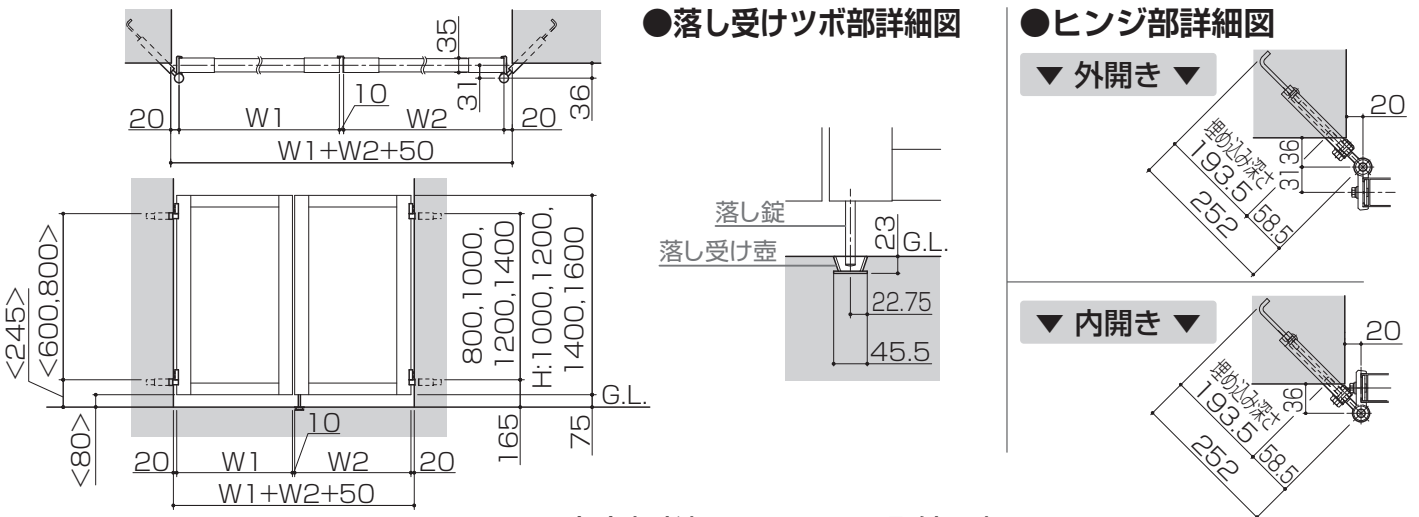 35
31
36
10
20 W1 W2 20
W1+W2+50
<245>
<600,800>
<80>
800,1000,
1200,1400
H:1000,1200,
1400,1600
G.L.
165
75
10
20 W1 W2 20
W1+W2+50
●落し受けツボ部詳細図
落し錠
落し受け壺
23
G.L.
22.75
45.5
●ヒンジ部詳細図
▼ 外開き ▼
20
36
31
埋め込み深さ
193.5
58.5
252
▼ 内開き ▼
20
36
埋め込み深さ
193.5
58.5
252